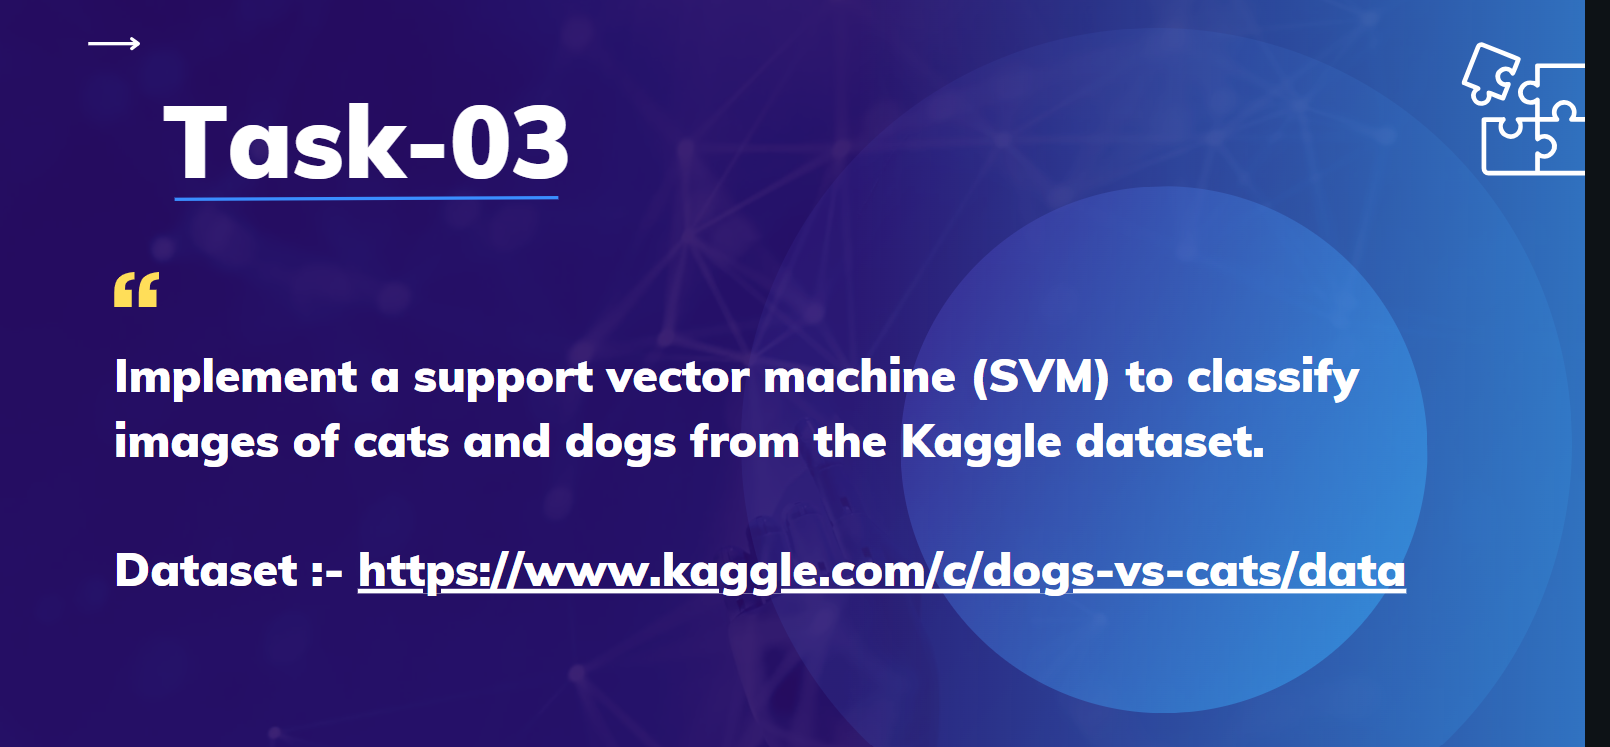 Task-03
“
Implement a support vector machine (SVM) to classify
images of cats and dogs from the Kaggle dataset.
Dataset :- https://www.kaggle.com/c/dogs-vs-cats/data